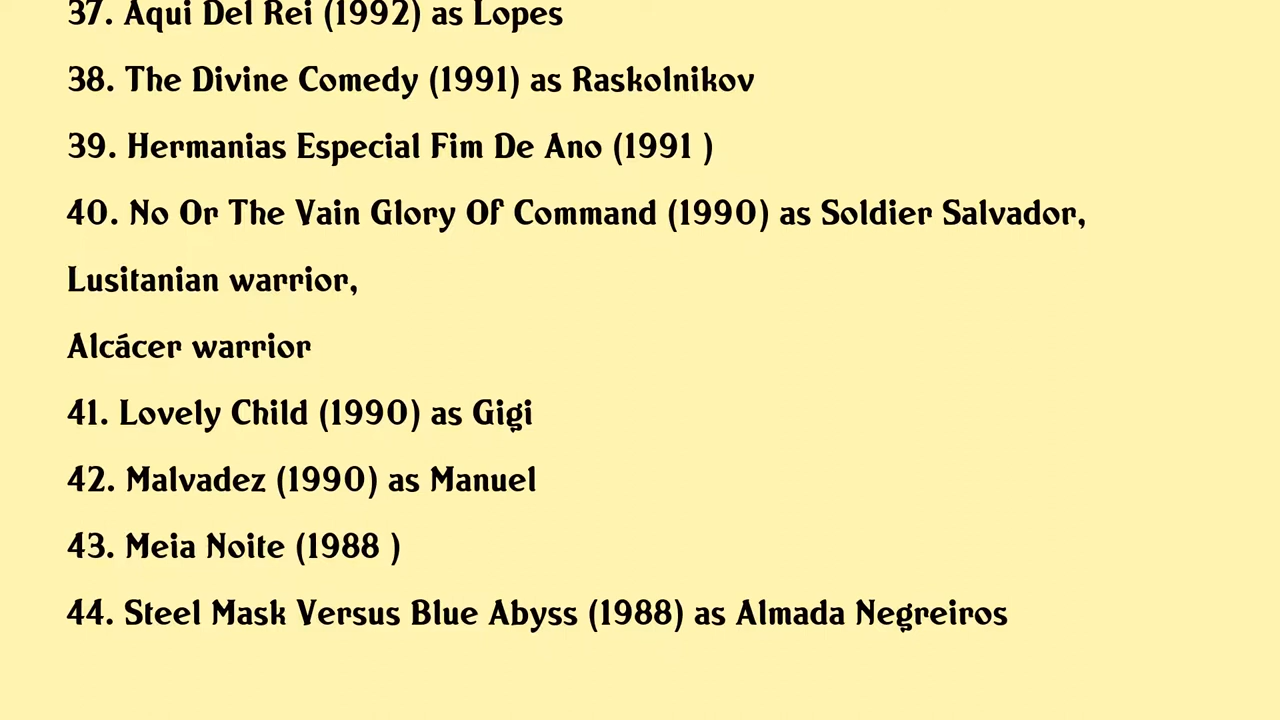 37. Aqui Del Rei (1992) as Lopes
38. The Divine Comedy (1991) as Raskolnikov
39. Hermanias Especial Fim De Ano (1991 )
40. No Or The Vain Glory Of Command (1990) as Soldier Salvador,
Lusitanian warrior,
Alcácer warrior
41. Lovely Child (1990) as Gigi
42. Malvadez (1990) as Manuel
43. Meia Noite (1988 )
44. Steel Mask Versus Blue Abyss (1988) as Almada Negreiros